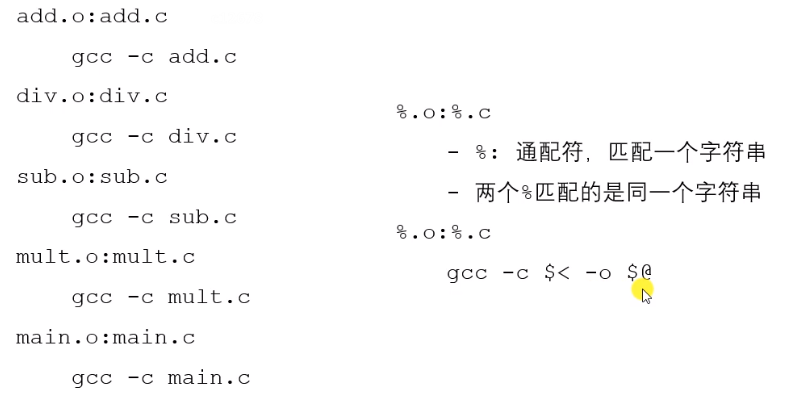 add.o:add.c
gcc -c add.c
div.o:div.c
gcc -c div.c
sub.o:sub.c
gcc -c sub.c
mult.o:mult.c
gcc -c mult.c
main.o:main.c
gcc -c main.c
%.o:%.c
- %: 通配符，匹配一个字符串
- 两个%匹配的是同一个字符串
%.o:%.c
gcc -c $< -o $@